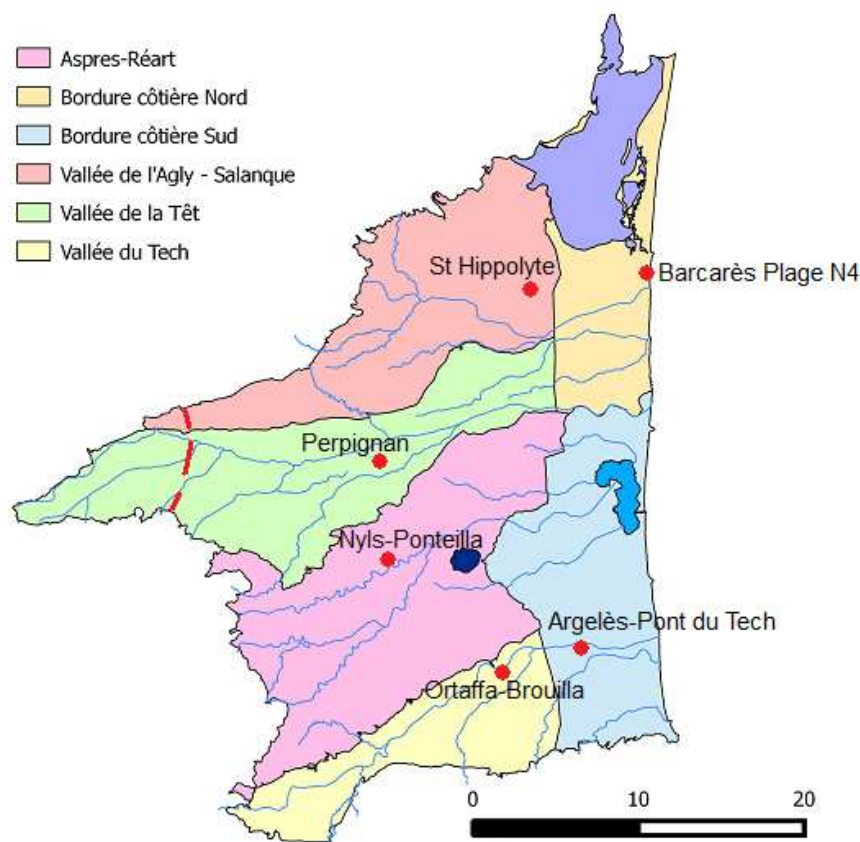 Aspres-Réart
Bordure côtière Nord
Bordure côtière Sud
Vallée de l'Agly - Salanque
Vallée de la Têt
Vallée du Tech
St Hippolyte
Barcarès Plage N4
Perpignan
Nyls-Ponteilla
Argelès-Pont du Tech
Ortaffa-Brouilla
0 10 20